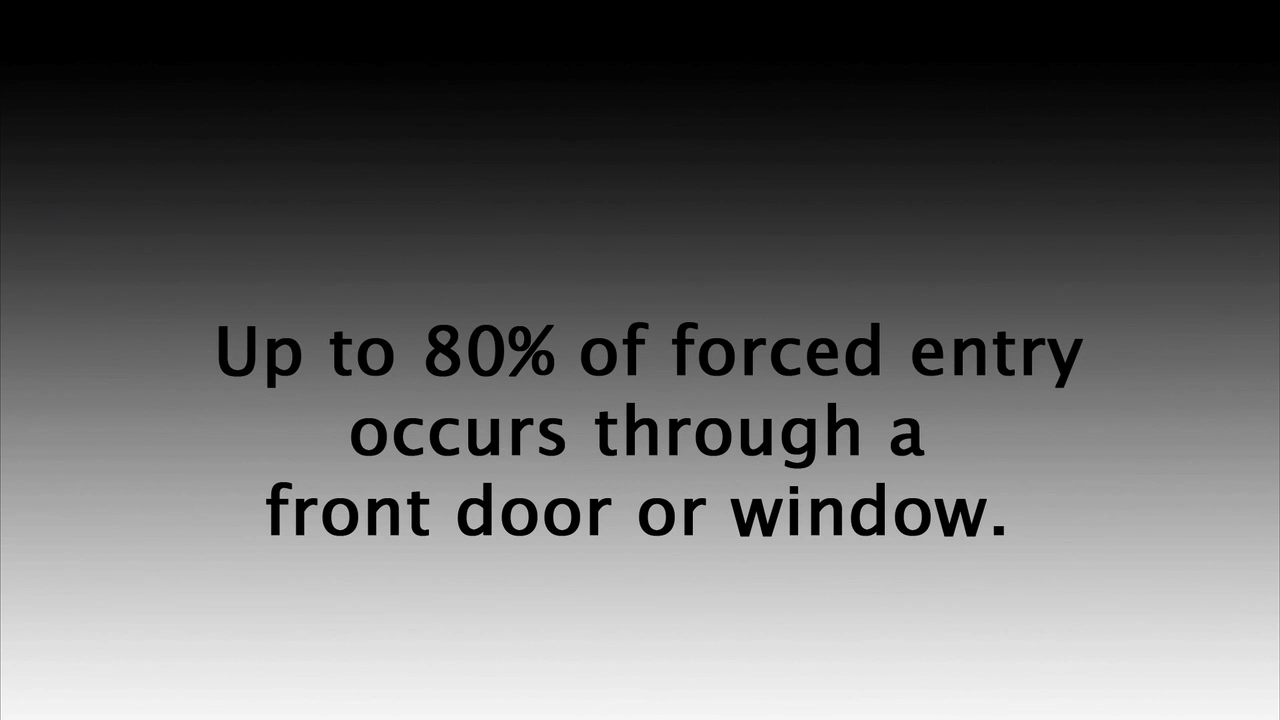 Up to 80% of forced entry
occurs through a
front door or window.